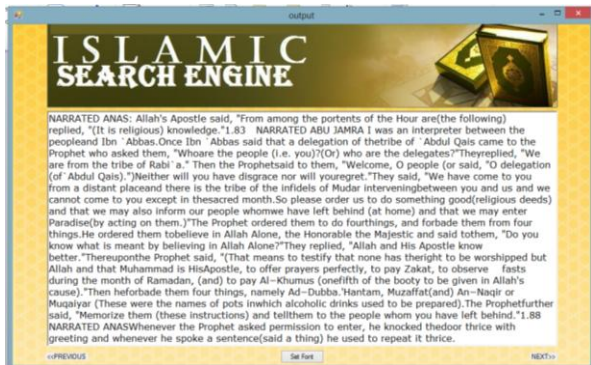 output
ISLAMIC
SEARCH ENGINE
NARRATED ANAS: Allah's Apostle said, "From among the portents of the Hour are(the following)
replied, "(It is religious) knowledge."1.83 NARRATED ABU JAMRA I was an interpreter between the
peopleand Ibn `Abbas.Once Ibn `Abbas said that a delegation of thetribe of `Abdul Qais came to the
Prophet who asked them, "Whoare the people (i.e. you)?(Or) who are the delegates?"Theyreplied, "We
are from the tribe of Rabi`a." Then the Prophetsaid to them, "Welcome, O people (or said, "O delegation
(of `Abdul Qais).")Neither will you have disgrace nor will youregret."They said, "We have come to you
from a distant placeand there is the tribe of the infidels of Mudar interveningbetween you and us and we
cannot come to you except in thesacred month.So please order us to do something good(religious deeds)
and that we may also inform our people whomwe have left behind (at home) and that we may enter
Paradise(by acting on them.)"The Prophet ordered them to do fourthings, and forbade them from four
things.He ordered them tobelieve in Allah Alone, the Honorable the Majestic and said tothem, "Do you
know what is meant by believing in Allah Alone?"They replied, "Allah and His Apostle know
better."Thereuponthe Prophet said, "(That means to testify that none has theright to be worshipped but
Allah and that Muhammad is HisApostle, to offer prayers perfectly, to pay Zakat, to observe fasts
during the month of Ramadan, (and) to pay Al-Khumus (onefifth of the booty to be given in Allah's
cause)."Then heforbade them four things, namely Ad-Dubba.'Hantam, Muzaffat(and) An-Naqir or
Muqaiyar (These were the names of pots inwhich alcoholic drinks used to be prepared).The Prophetfurther
said, "Memorize them (these instructions) and tellthem to the people whom you have left behind."1.88
NARRATED ANASWhenever the Prophet asked permission to enter, he knocked thedoor thrice with
greeting and whenever he spoke a sentence(said a thing) he used to repeat it thrice.
<<PREVIOUS
Set Font
NEXT>>